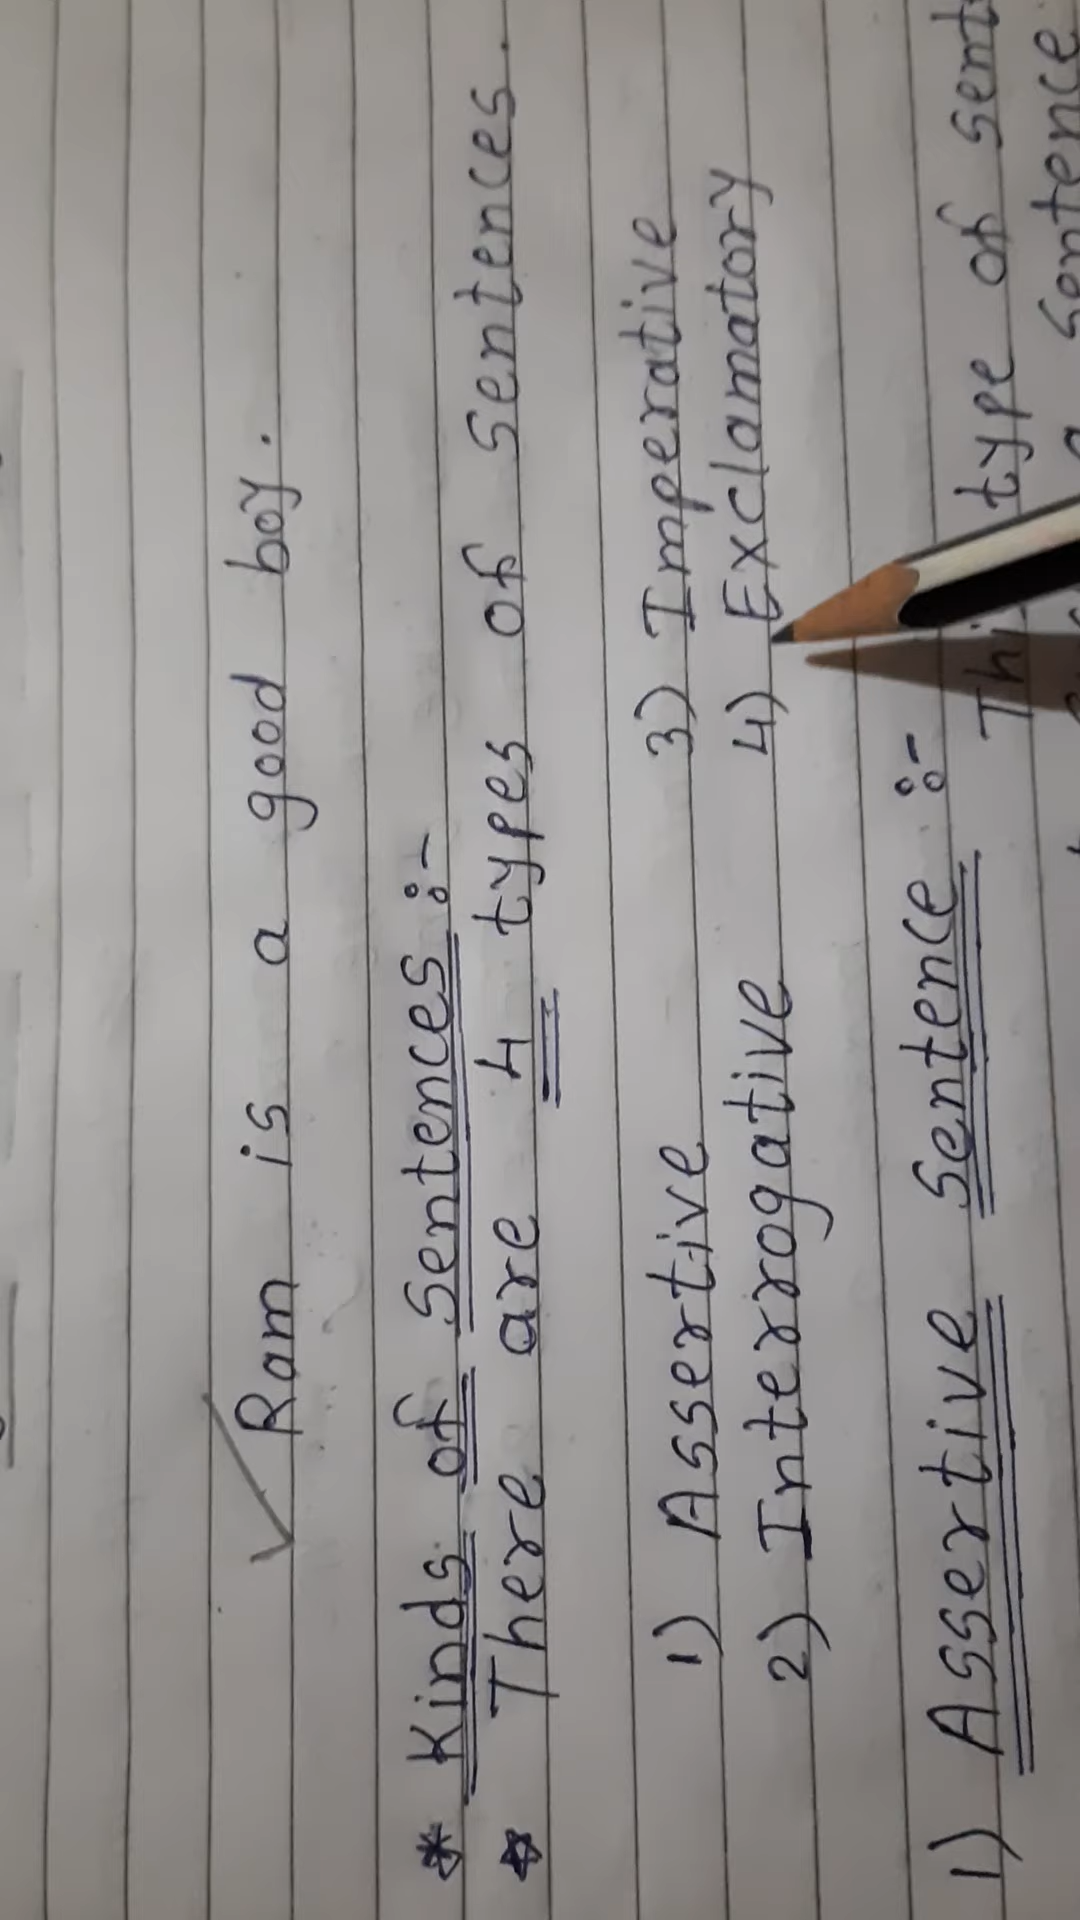 Ram is a good boy.
* Kinds of Sentences :-
* There are 4 types of sentences.
1) Assertive 3) Imperative
2) Interrogative 4) Exclamatory
1) Assertive Sentence :- type of
sentence